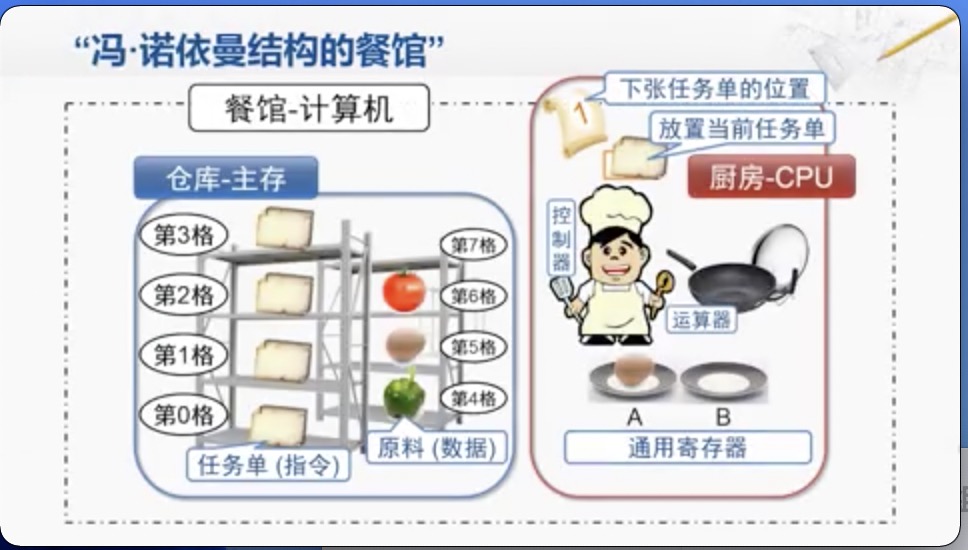 “冯·诺依曼结构的餐馆”
餐馆-计算机
仓库-主存
第3格
第2格
第1格
第0格
第7格
第6格
第5格
第4格
任务单 (指令)
原料 (数据)
下张任务单的位置
1
放置当前任务单
厨房-CPU
控制器
运算器
A
B
通用寄存器